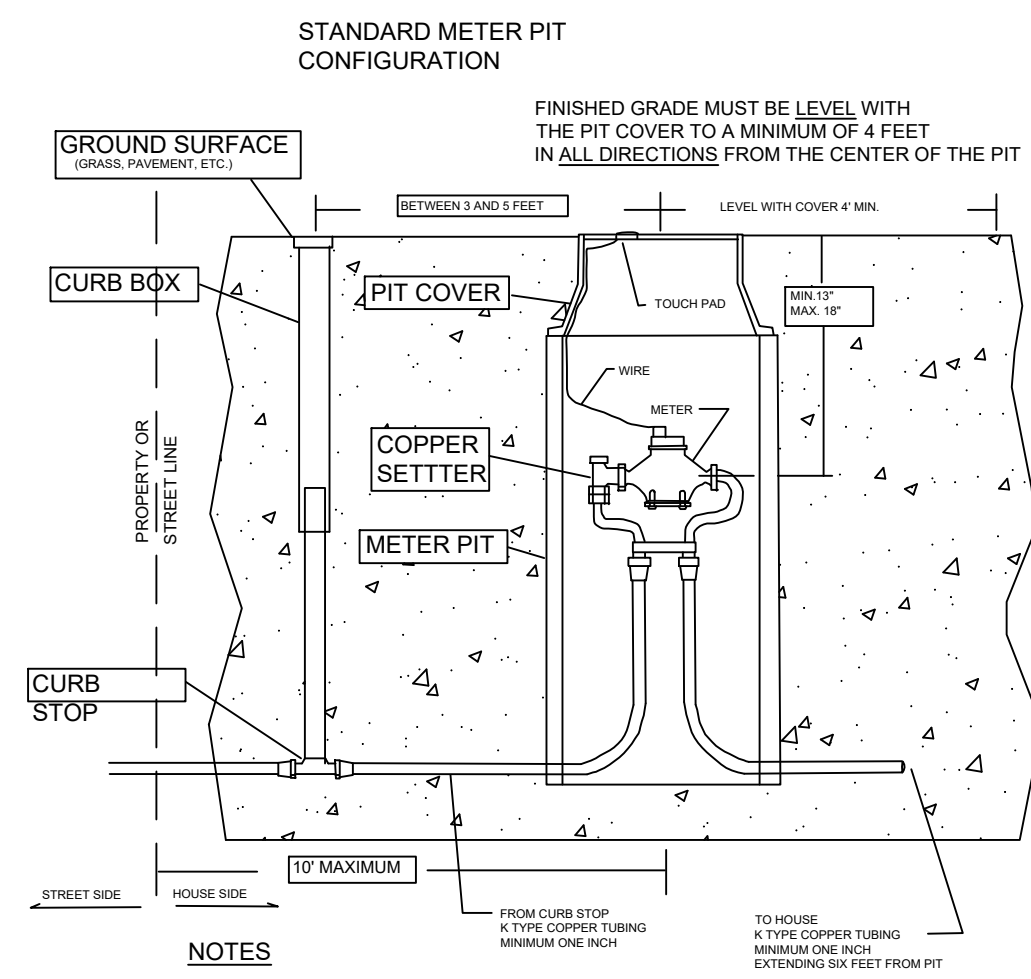 STANDARD METER PIT
CONFIGURATION
FINISHED GRADE MUST BE LEVEL WITH
THE PIT COVER TO A MINIMUM OF 4 FEET
IN ALL DIRECTIONS FROM THE CENTER OF THE PIT
GROUND SURFACE
(GRASS, PAVEMENT, ETC.)
BETWEEN 3 AND 5 FEET
LEVEL WITH COVER 4' MIN.
CURB BOX
PIT COVER
TOUCH PAD
MIN.13"
MAX. 18"
WIRE
METER
COPPER
SETTTER
PROPERTY OR
STREET LINE
METER PIT
CURB
STOP
10' MAXIMUM
STREET SIDE
HOUSE SIDE
FROM CURB STOP
K TYPE COPPER TUBING
MINIMUM ONE INCH
TO HOUSE
K TYPE COPPER TUBING
MINIMUM ONE INCH
EXTENDING SIX FEET FROM PIT
NOTES